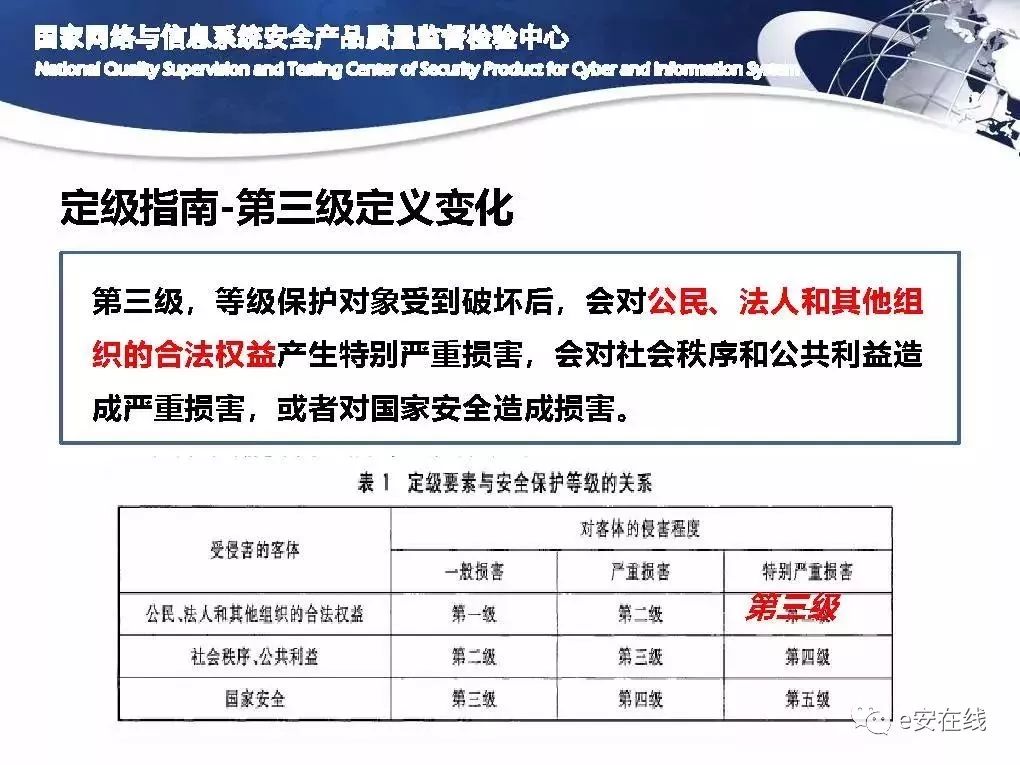 国家网络与信息系统安全产品质量监督检验中心
National Quality Supervision and Testing Center of Security Product for Cyber and Information System
定级指南-第三级定义变化
第三级，等级保护对象受到破坏后，会对公民、法人和其他组
织的合法权益产生特别严重损害，会对社会秩序和公共利益造
成严重损害，或者对国家安全造成损害。
表 1 定级要素与安全保护等级的关系
受侵害的客体
对客体的侵害程度
一般损害 严重损害 特别严重损害
公民、法人和其他组织的合法权益 第一级 第二级 第三级
社会秩序、公共利益 第二级 第三级 第四级
国家安全 第三级 第四级 第五级
e安在线